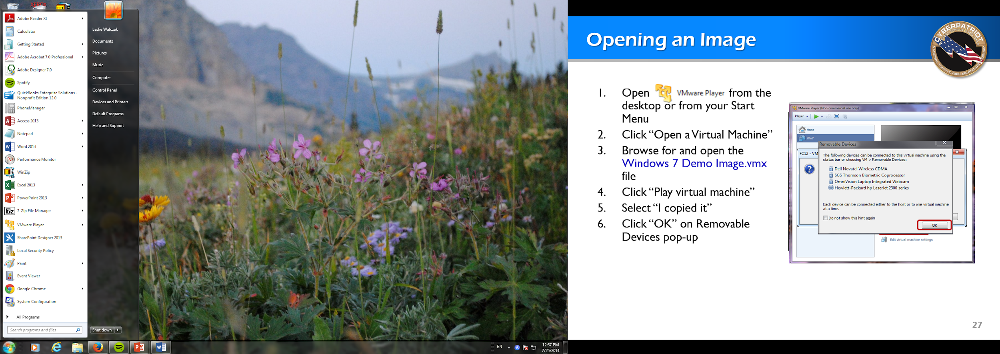 XEROX
Adobe Reader XI
Calculator
Getting Started
Adobe Acrobat 7.0 Professional
Adobe Designer 7.0
Spotify
QuickBooks Enterprise Solutions -
Nonprofit Edition 12.0
PhoneManager
Access 2013
Notepad
Word 2013
Performance Monitor
WinZip
Excel 2013
PowerPoint 2013
7-Zip File Manager
VMware Player
SharePoint Designer 2013
Local Security Policy
Paint
Event Viewer
Google Chrome
System Configuration
All Programs
Search programs and files
Leslie Walczak
Documents
Pictures
Music
Computer
Control Panel
Devices and Printers
Default Programs
Help and Support
Shut down
EN
12:37 PM
7/25/2014
Opening an Image
CYBERPATRIOT
NATIONAL YOUTH CYBER EDUCATION PROGRAM
1. Open VMware Player from the
desktop or from your Start
Menu
2. Click “Open a Virtual Machine”
3. Browse for and open the
Windows 7 Demo Image.vmx
file
4. Click “Play virtual machine”
5. Select “I copied it”
6. Click “OK” on Removable
Devices pop-up
VMware Player (Non-commercial use only)
Player
Home
Win7
FC12 - VM
Removable Devices
The following devices can be connected to this virtual machine using the
status bar or choosing VM > Removable Devices:
Dell Novatel Wireless CDMA
SGS Thomson Biometric Coprocessor
OmniVision Laptop Integrated Webcam
Hewlett-Packard hp LaserJet 2300 series
Each device can be connected either to the host or to one virtual machine
at a time.
Do not show this hint again
OK
Edit virtual machine settings
27